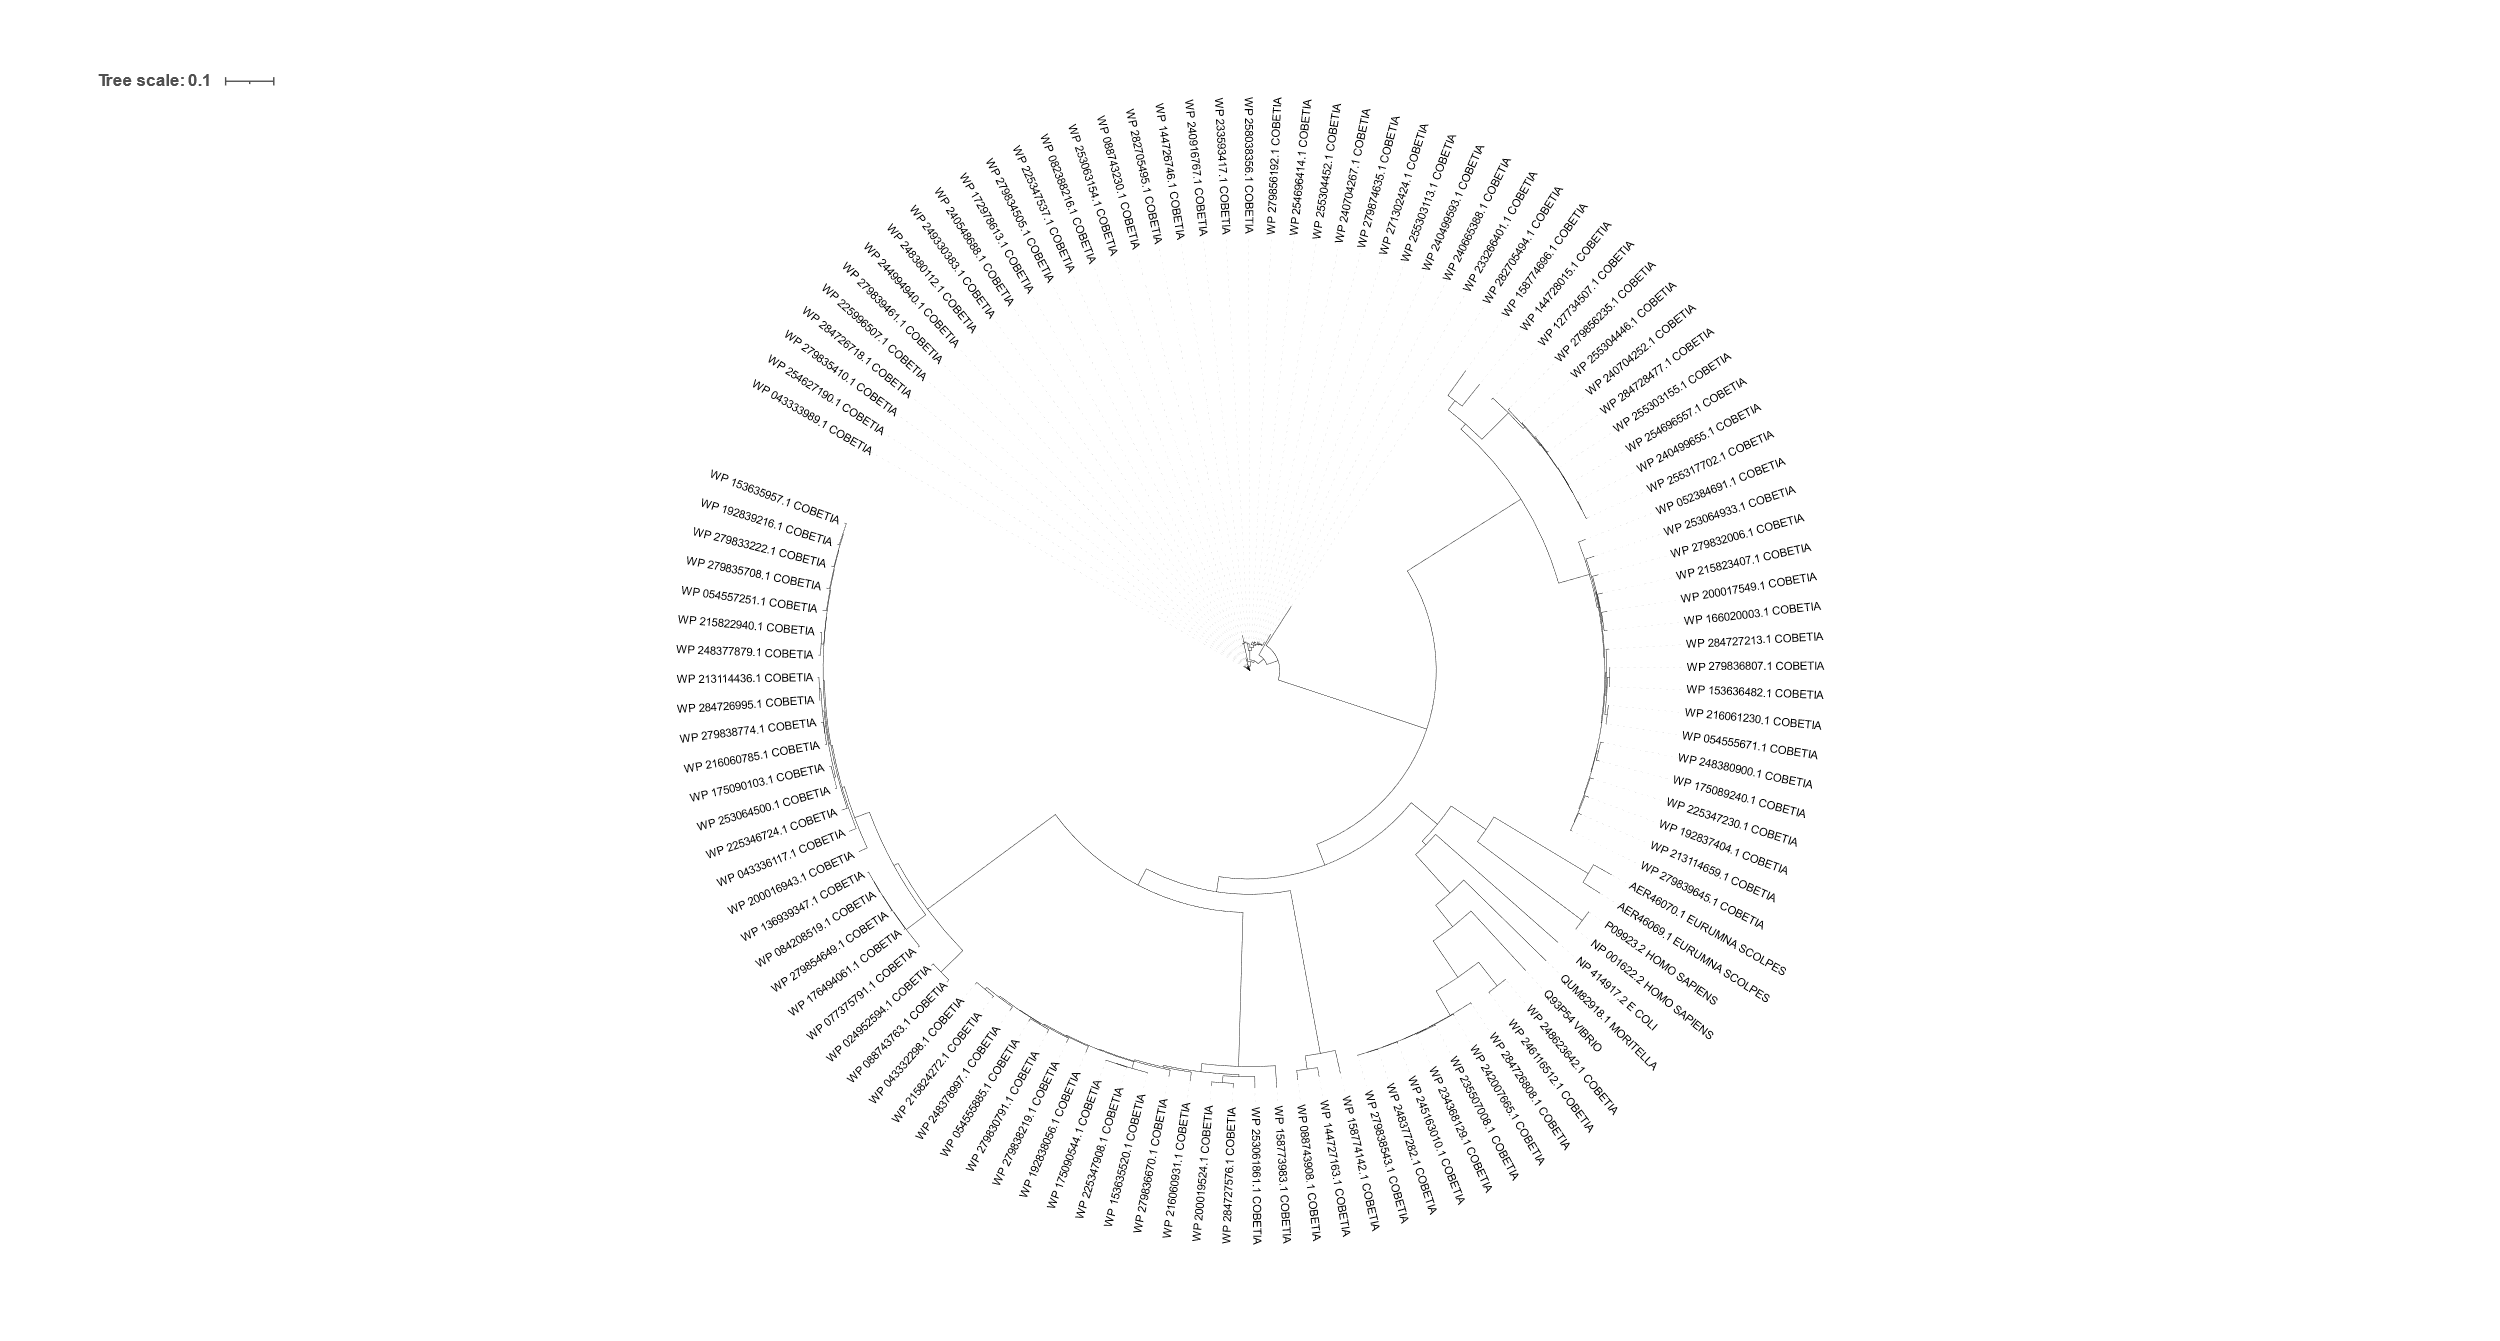 Tree scale: 0.1
WP 043333989.1 COBETIA
WP 254627190.1 COBETIA
WP 279835410.1 COBETIA
WP 284726718.1 COBETIA
WP 225996507.1 COBETIA
WP 279839461.1 COBETIA
WP 244994940.1 COBETIA
WP 248380112.1 COBETIA
WP 249330383.1 COBETIA
WP 240548688.1 COBETIA
WP 172978613.1 COBETIA
WP 279834505.1 COBETIA
WP 225347537.1 COBETIA
WP 082388216.1 COBETIA
WP 253063154.1 COBETIA
WP 088743230.1 COBETIA
WP 282705495.1 COBETIA
WP 144726746.1 COBETIA
WP 240916767.1 COBETIA
WP 233593417.1 COBETIA
WP 258038356.1 COBETIA
WP 279856192.1 COBETIA
WP 254696414.1 COBETIA
WP 255304452.1 COBETIA
WP 240704267.1 COBETIA
WP 279874635.1 COBETIA
WP 271302424.1 COBETIA
WP 255303113.1 COBETIA
WP 240499593.1 COBETIA
WP 240665388.1 COBETIA
WP 233266401.1 COBETIA
WP 282705494.1 COBETIA
WP 158774696.1 COBETIA
WP 144728015.1 COBETIA
WP 127734507.1 COBETIA
WP 279856235.1 COBETIA
WP 255304446.1 COBETIA
WP 240704252.1 COBETIA
WP 284728477.1 COBETIA
WP 255303155.1 COBETIA
WP 254696557.1 COBETIA
WP 240499655.1 COBETIA
WP 255317702.1 COBETIA
WP 052384691.1 COBETIA
WP 253064933.1 COBETIA
WP 279832006.1 COBETIA
WP 215823407.1 COBETIA
WP 200017549.1 COBETIA
WP 166020003.1 COBETIA
WP 284727213.1 COBETIA
WP 279836807.1 COBETIA
WP 153636482.1 COBETIA
WP 216061230.1 COBETIA
WP 054555671.1 COBETIA
WP 248380900.1 COBETIA
WP 175089240.1 COBETIA
WP 225347230.1 COBETIA
WP 192837404.1 COBETIA
WP 213114659.1 COBETIA
WP 279839645.1 COBETIA
AER46070.1 EURUMNA SCOLPES
AER46069.1 EURUMNA SCOLPES
P09923.2 HOMO SAPIENS
NP 001622.2 HOMO SAPIENS
NP 414917.2 E COLI
QUM82918.1 MORITELLA
Q93P54 VIBRIO
WP 248623642.1 COBETIA
WP 246116512.1 COBETIA
WP 284726808.1 COBETIA
WP 242007665.1 COBETIA
WP 235507008.1 COBETIA
WP 234368129.1 COBETIA
WP 245163010.1 COBETIA
WP 248377282.1 COBETIA
WP 279838543.1 COBETIA
WP 158774142.1 COBETIA
WP 144727163.1 COBETIA
WP 088743908.1 COBETIA
WP 158773983.1 COBETIA
WP 253061861.1 COBETIA
WP 284727576.1 COBETIA
WP 200019524.1 COBETIA
WP 216060931.1 COBETIA
WP 279836670.1 COBETIA
WP 153635520.1 COBETIA
WP 225347908.1 COBETIA
WP 175090544.1 COBETIA
WP 192838056.1 COBETIA
WP 279838219.1 COBETIA
WP 279830791.1 COBETIA
WP 054555885.1 COBETIA
WP 248378997.1 COBETIA
WP 215824272.1 COBETIA
WP 043332298.1 COBETIA
WP 088743763.1 COBETIA
WP 024952594.1 COBETIA
WP 077375791.1 COBETIA
WP 176494061.1 COBETIA
WP 279854649.1 COBETIA
WP 084208519.1 COBETIA
WP 136939347.1 COBETIA
WP 200016943.1 COBETIA
WP 043336117.1 COBETIA
WP 225346724.1 COBETIA
WP 253064500.1 COBETIA
WP 175090103.1 COBETIA
WP 216060785.1 COBETIA
WP 279838774.1 COBETIA
WP 284726995.1 COBETIA
WP 213114436.1 COBETIA
WP 248377879.1 COBETIA
WP 215822940.1 COBETIA
WP 054557251.1 COBETIA
WP 279835708.1 COBETIA
WP 279833222.1 COBETIA
WP 192839216.1 COBETIA
WP 153635957.1 COBETIA